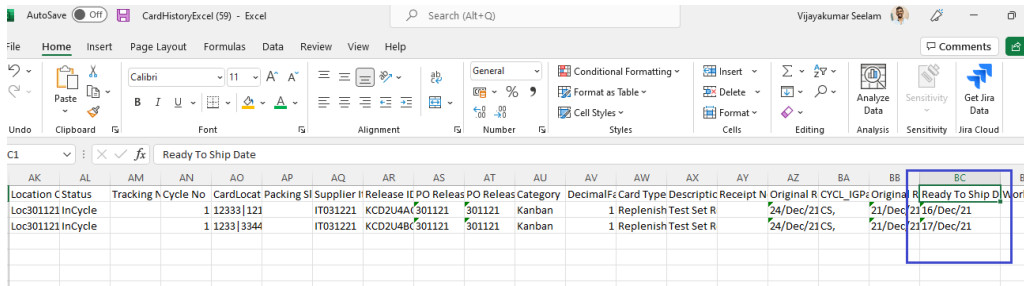 AutoSave Off CardHistoryExcel (59) - Excel Search (Alt+Q) Vijayakumar Seelam
File Home Insert Page Layout Formulas Data Review View Help Comments
Calibri 11 General Conditional Formatting Insert
Paste Format as Table Delete Analyze Data Sensitivity Get Jira Data
B I U A % Cell Styles Format
Undo Clipboard Font Alignment Number Styles Cells Editing Analysis Sensitivity Jira Cloud
C1 fx Ready To Ship Date
AK AL AM AN AO AP AQ AR AS AT AU AV AW AX AY AZ BA BB BC
Location C Status Tracking N Cycle No CardLocat Packing Sl Supplier It Release ID PO Releas PO Releas Category DecimalFa Card Type Descriptic Receipt N Original R CYCL_IGPa Original R Ready To Ship D Wor
Loc301121 InCycle 1 12333|121 IT031221 KCD2U4AC 301121 301121 Kanban 1 Replenish Test Set R 24/Dec/21 CS, 21/Dec/21 16/Dec/21
Loc301121 InCycle 1 1233|3344 IT031221 KCD2U4BC 301121 301121 Kanban 1 Replenish Test Set R 24/Dec/21 CS, 21/Dec/21 17/Dec/21